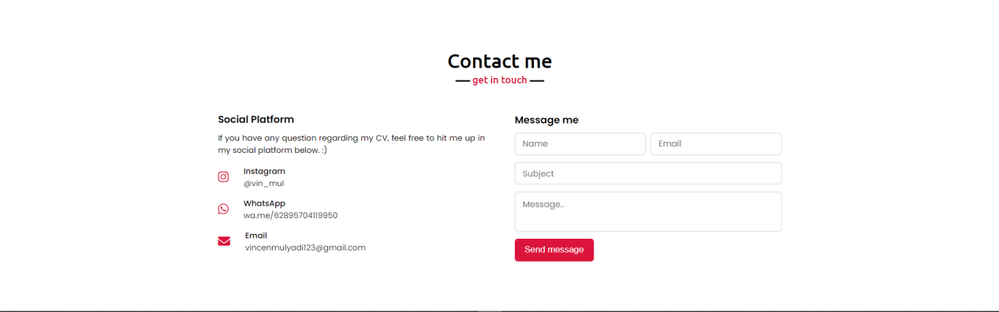 Contact me
get in touch
Social Platform
If you have any question regarding my CV, feel free to hit me up in
my social platform below. :)
Instagram
@vin_mul
WhatsApp
wa.me/62895704119950
Email
vincenmulyadi123@gmail.com
Message me
Name
Email
Subject
Message..
Send message